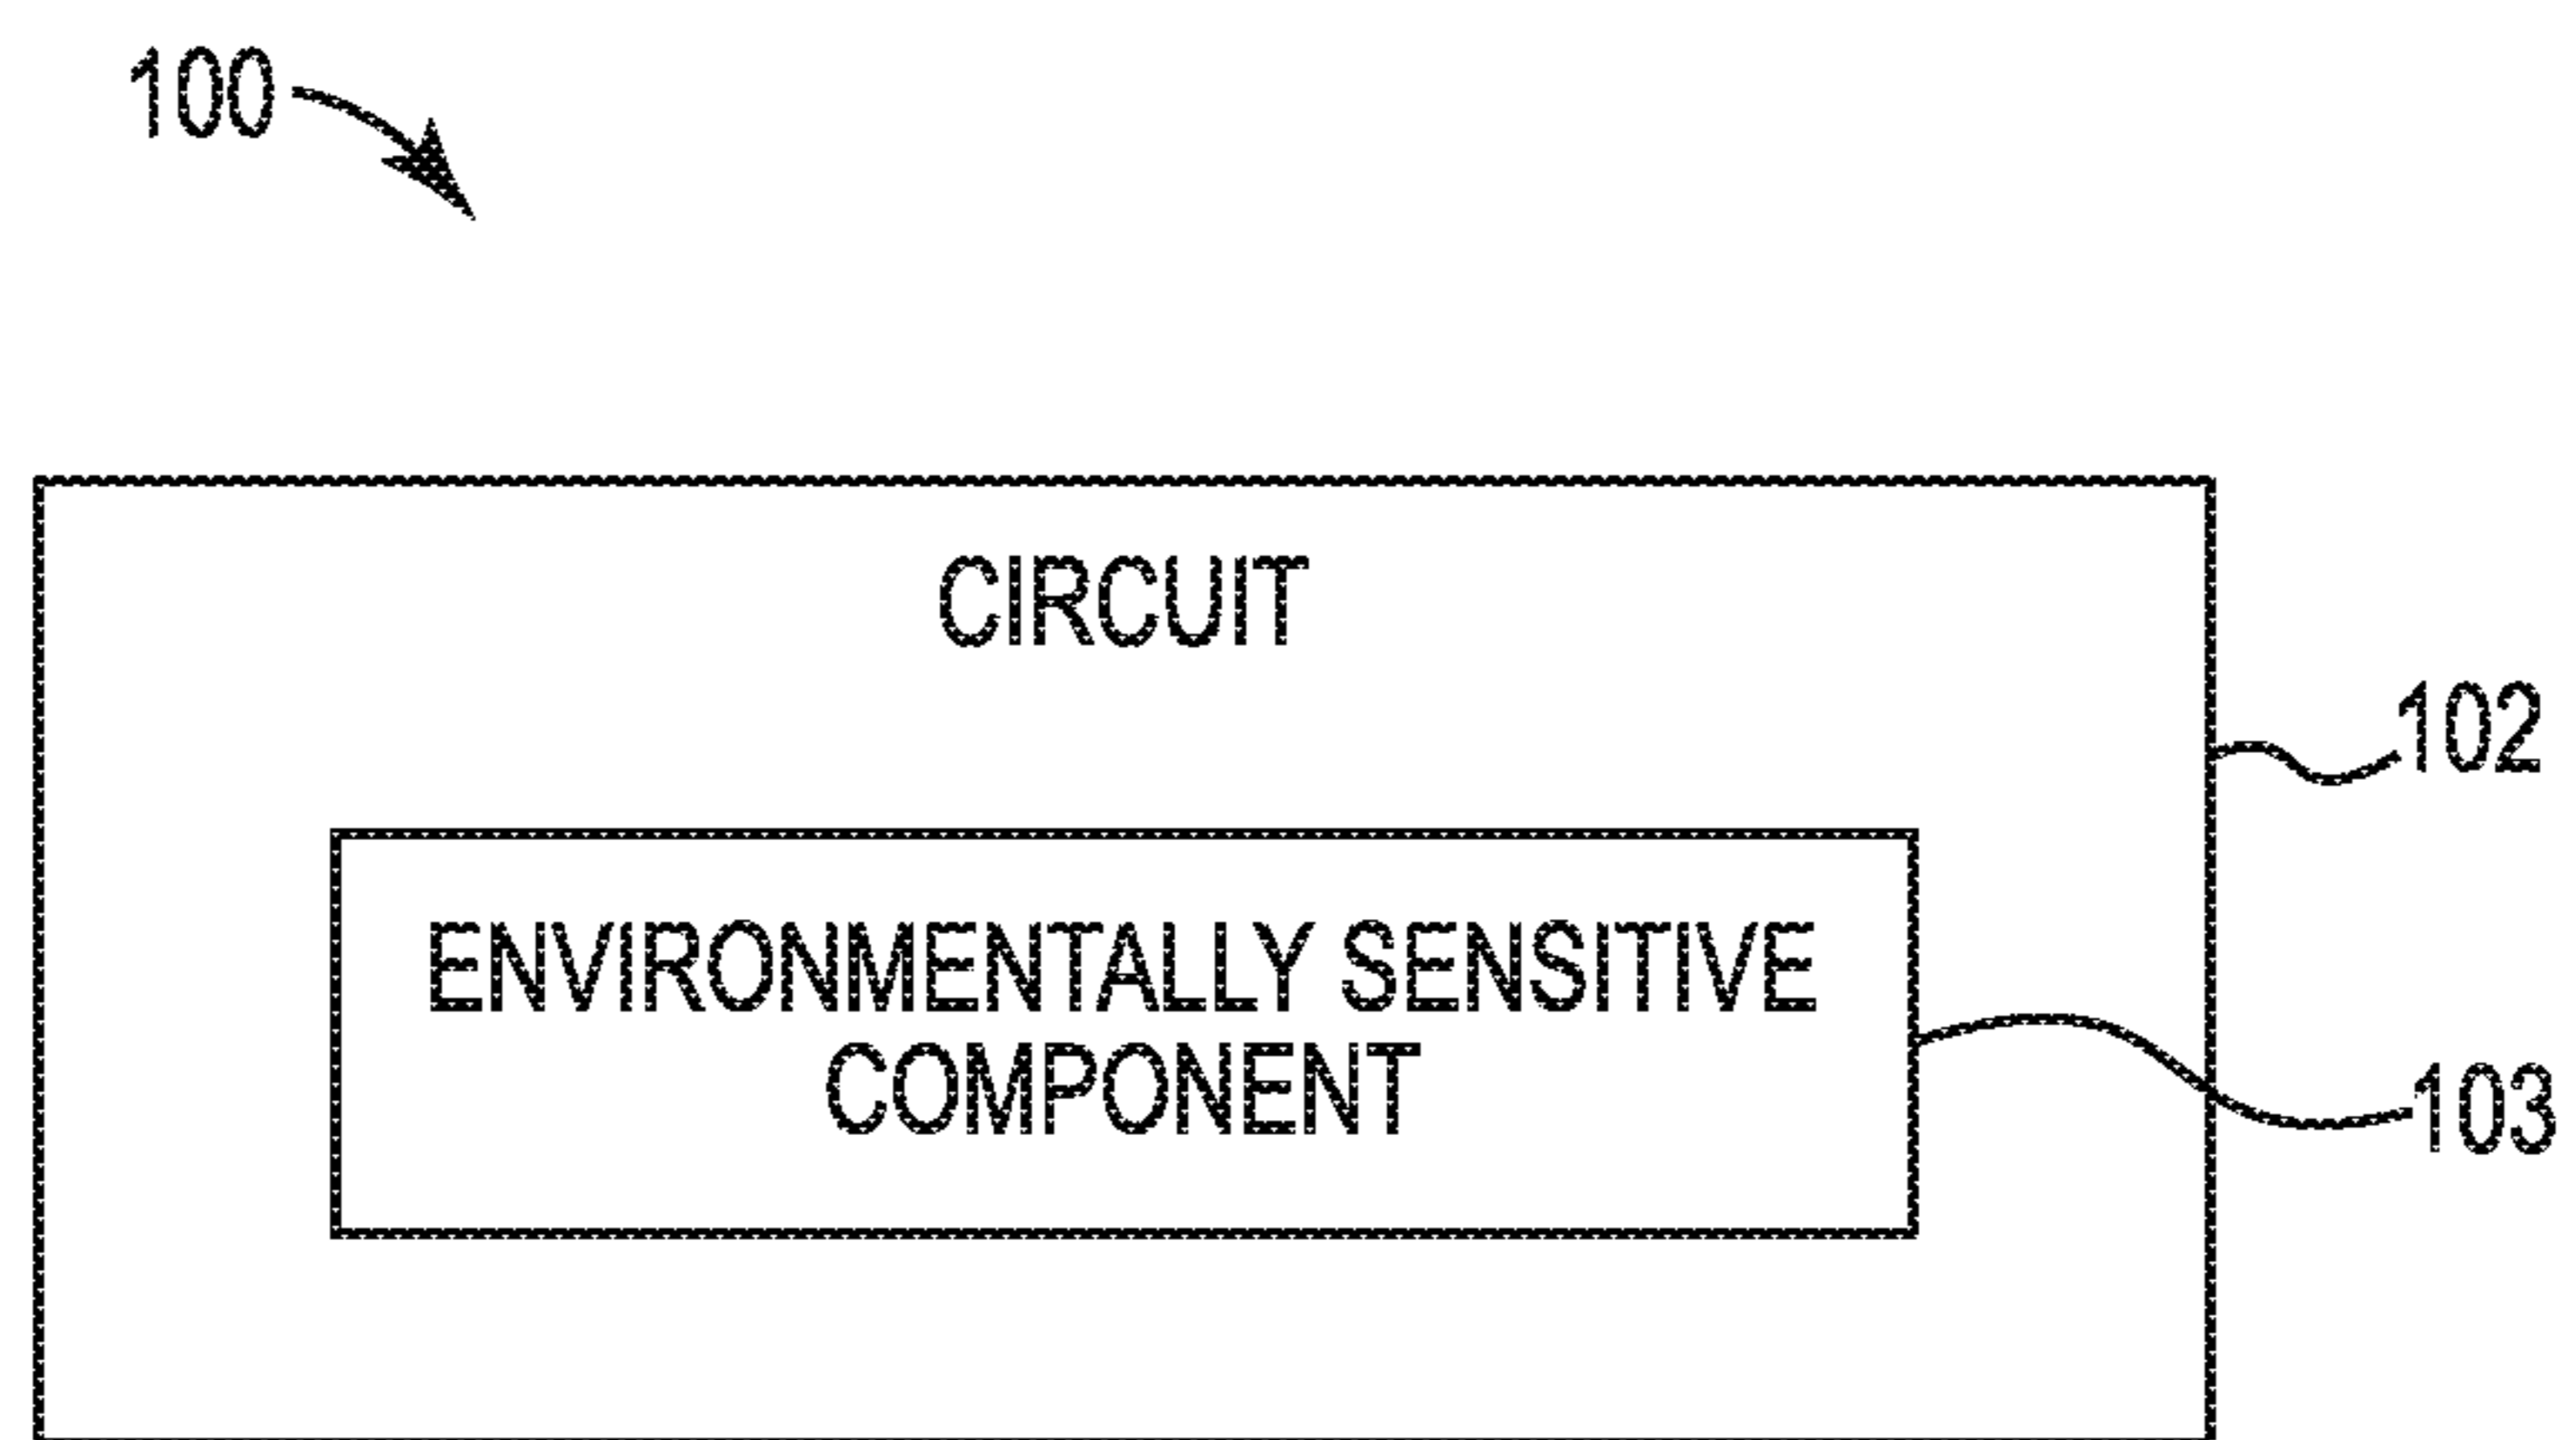 100
CIRCUIT
102
ENVIRONMENTALLY SENSITIVE
COMPONENT
103